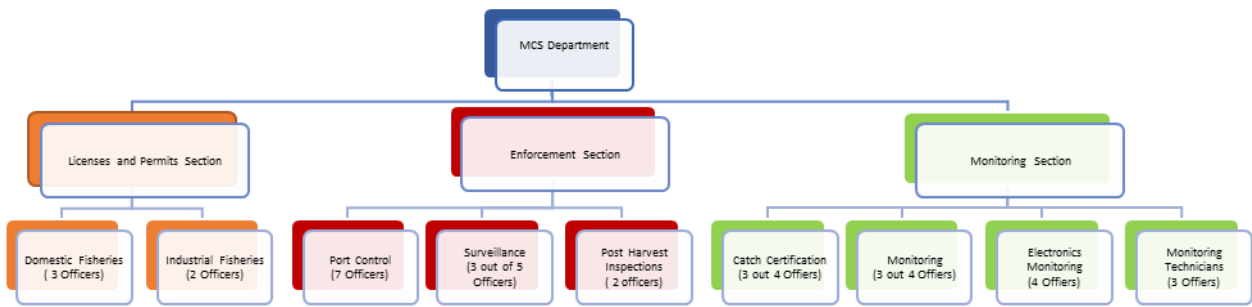 MCS Department
Licenses and Permits Section
Enforcement Section
Monitoring Section
Domestic Fisheries
( 3 Officers)
Industrial Fisheries
(2 Officers)
Port Control
(7 Officers)
Surveillance
(3 out of 5
Officers)
Post Harvest
Inspections
( 2 officers)
Catch Certification
(3 out 4 Offiers)
Monitoring
(3 out 4 Offiers)
Electronics
Monitoring
(4 Offiers)
Monitoring
Technicians
(3 Offiers)